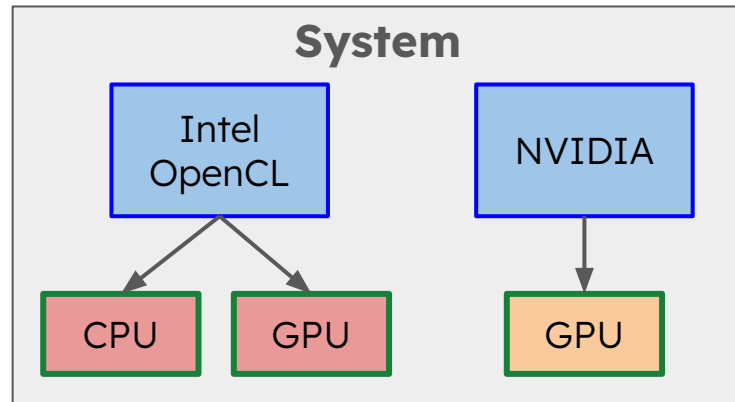 System
Intel
OpenCL
NVIDIA
CPU
GPU
GPU